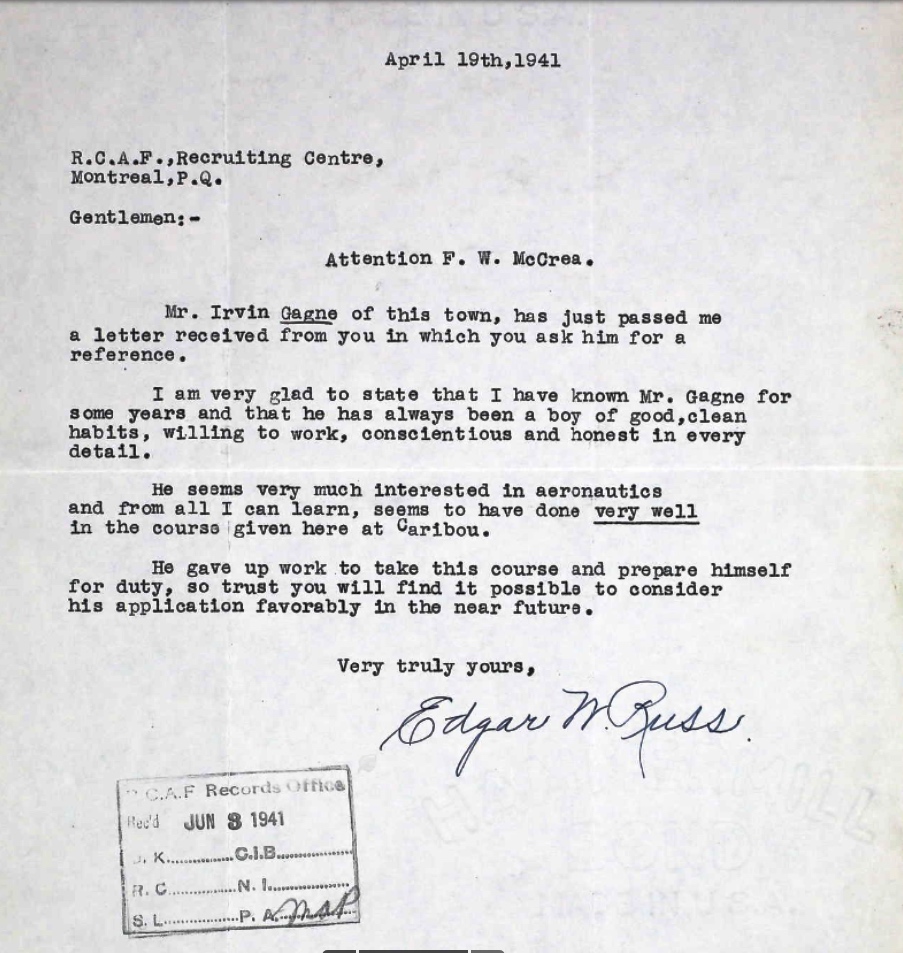 April 19th,1941
R.C.A.F.,Recruiting Centre,
Montreal,P.Q.
Gentlemen:-
Attention F. W. McCrea.
Mr. Irvin Gagne of this town, has just passed me
a letter received from you in which you ask him for a
reference.
I am very glad to state that I have known Mr. Gagne for
some years and that he has always been a boy of good,clean
habits, willing to work, conscientious and honest in every
detail.
He seems very much interested in aeronautics
and from all I can learn, seems to have done very well
in the course given here at Caribou.
He gave up work to take this course and prepare himself
for duty, so trust you will find it possible to consider
his application favorably in the near future.
Very truly yours,
Edgar W. Russ.
C.A.F Records Office
Rec'd JUN 3 1941
K..............C.I.B................
R. C..............N. I.................
S. L................P. A.